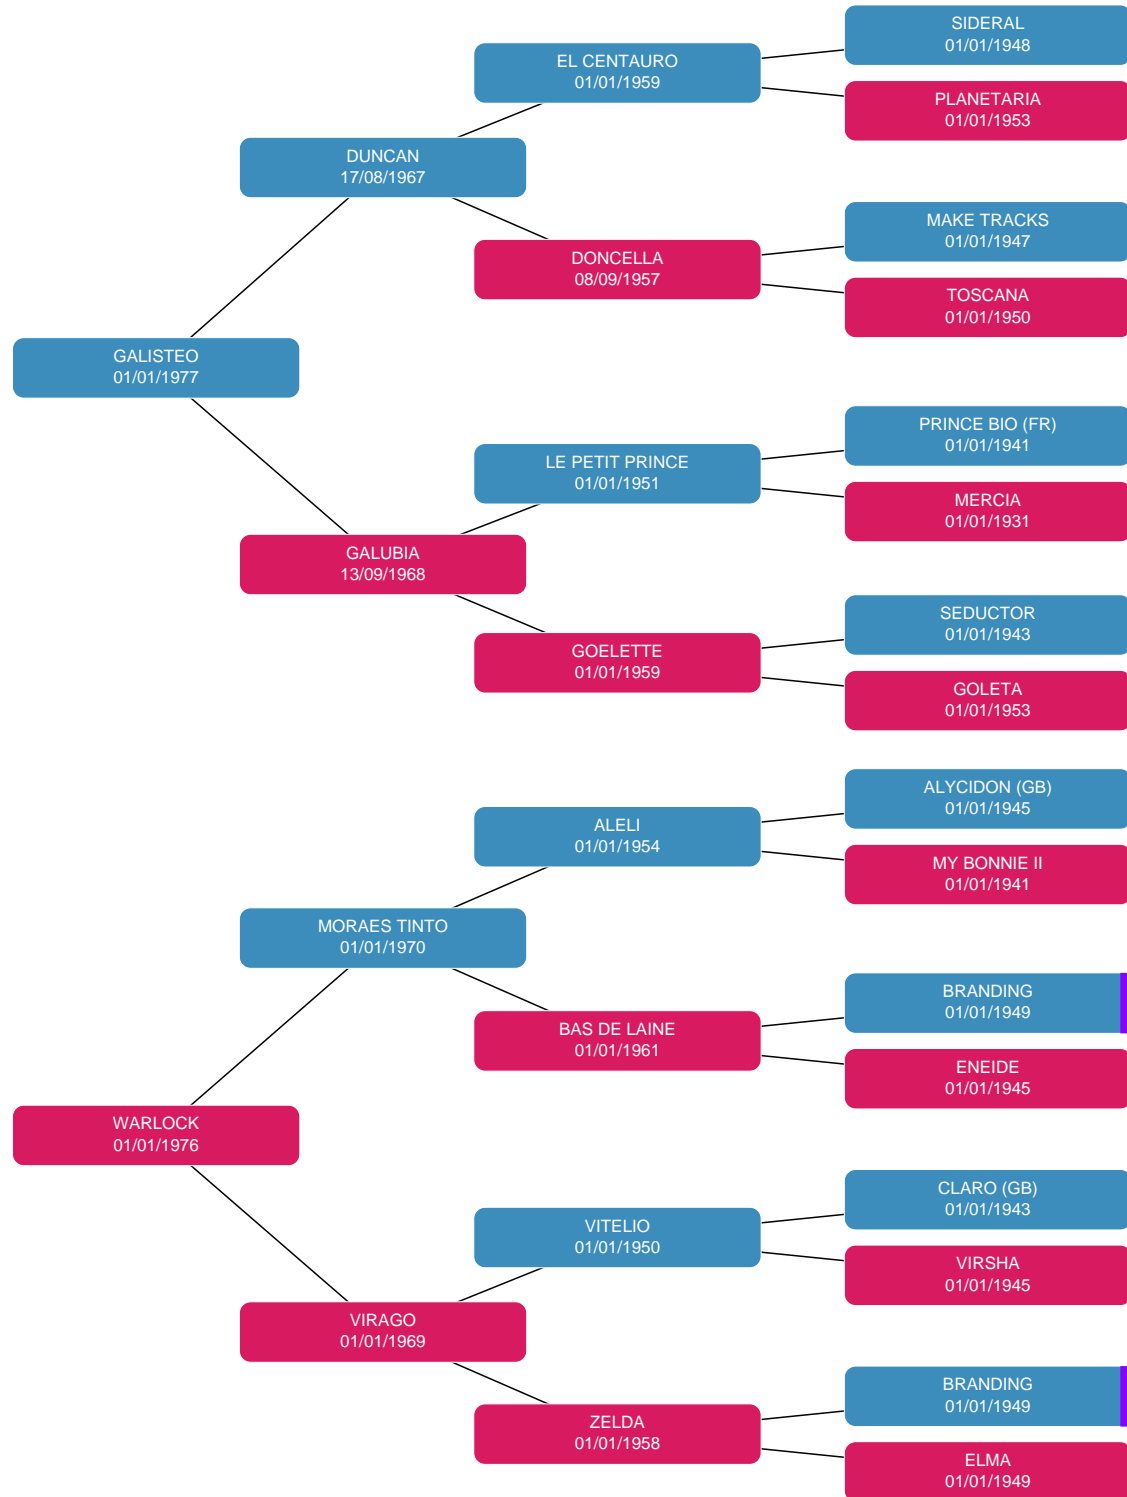 SIDERAL
01/01/1948
EL CENTAURO
01/01/1959
PLANETARIA
01/01/1953
DUNCAN
17/08/1967
MAKE TRACKS
01/01/1947
DONCELLA
08/09/1957
TOSCANA
01/01/1950
GALISTEO
01/01/1977
PRINCE BIO (FR)
01/01/1941
LE PETIT PRINCE
01/01/1951
MERCIA
01/01/1931
GALUBIA
13/09/1968
SEDUCTOR
01/01/1943
GOELETTE
01/01/1959
GOLETA
01/01/1953
ALYCIDON (GB)
01/01/1945
ALELI
01/01/1954
MY BONNIE II
01/01/1941
MORAES TINTO
01/01/1970
BRANDING
01/01/1949
BAS DE LAINE
01/01/1961
ENEIDE
01/01/1945
WARLOCK
01/01/1976
CLARO (GB)
01/01/1943
VITELIO
01/01/1950
VIRSHA
01/01/1945
VIRAGO
01/01/1969
BRANDING
01/01/1949
ZELDA
01/01/1958
ELMA
01/01/1949